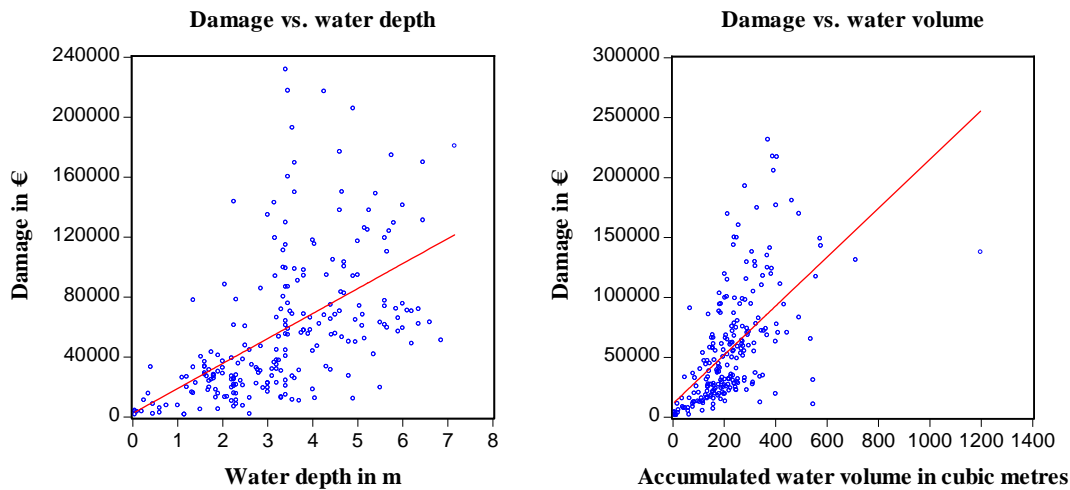 Damage vs. water depth
240000
200000
160000
120000
80000
40000
0
Damage in €
0 1 2 3 4 5 6 7 8
Water depth in m
Damage vs. water volume
300000
250000
200000
150000
100000
50000
0
Damage in €
0 200 400 600 800 1000 1200 1400
Accumulated water volume in cubic metres